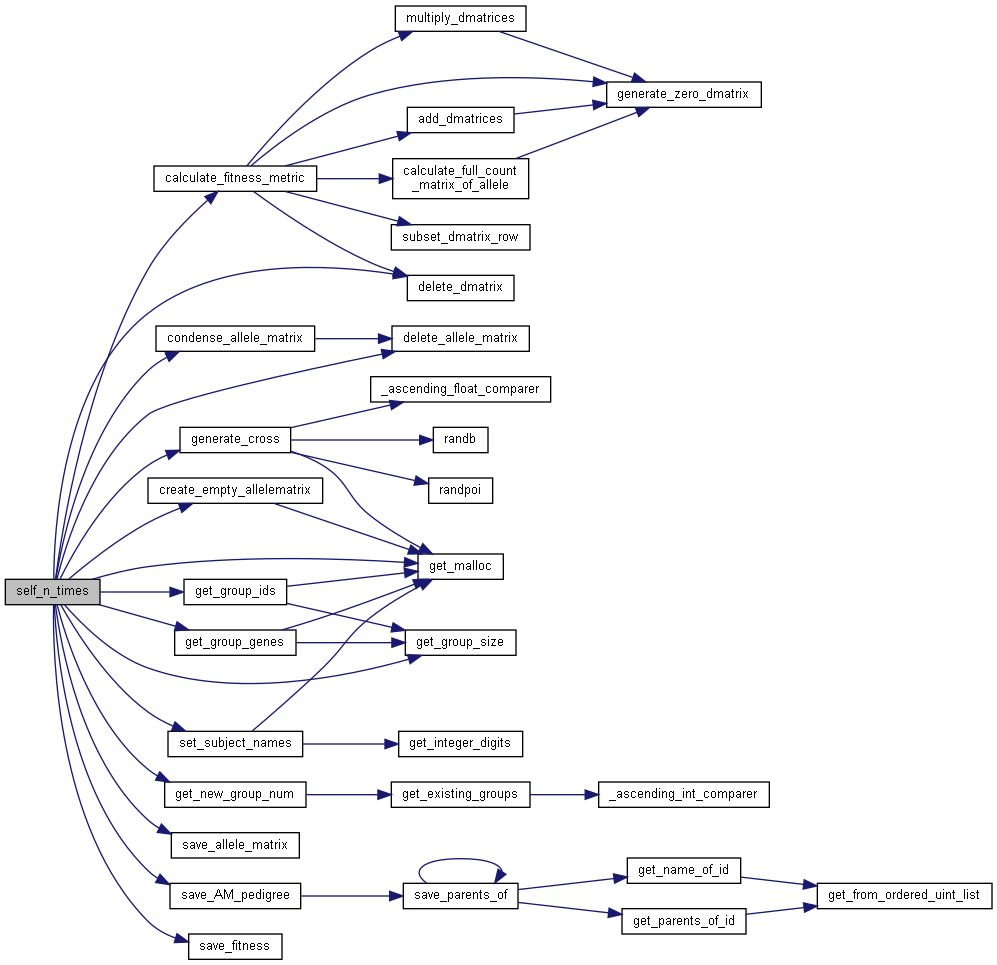 multiply_dmatrices
generate_zero_dmatrix
add_dmatrices
calculate_fitness_metric
calculate_full_count
_matrix_of_allele
subset_dmatrix_row
delete_dmatrix
condense_allele_matrix
delete_allele_matrix
_ascending_float_comparer
generate_cross
randb
create_empty_allelematrix
randpoi
get_malloc
self_n_times
get_group_ids
get_group_genes
get_group_size
set_subject_names
get_integer_digits
get_new_group_num
get_existing_groups
_ascending_int_comparer
save_allele_matrix
get_name_of_id
save_AM_pedigree
save_parents_of
get_from_ordered_uint_list
get_parents_of_id
save_fitness